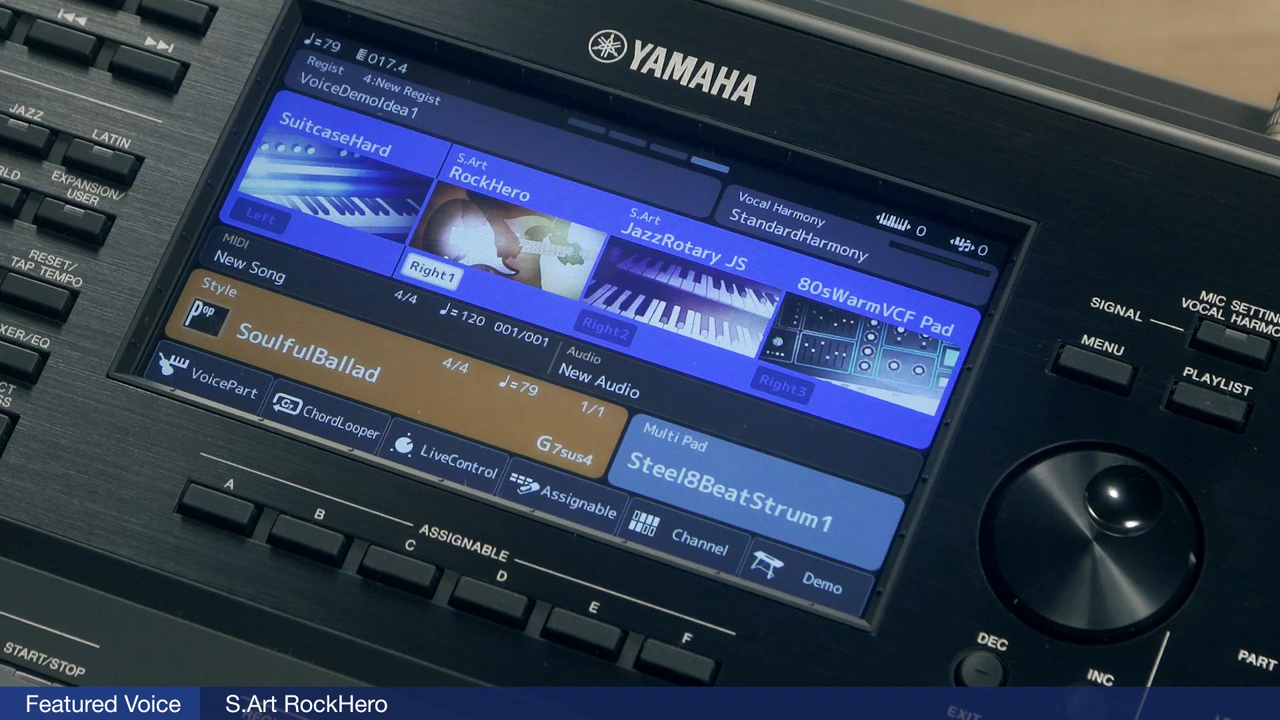 YAMAHA
♩=79 017.4
Regist 4:New Regist
VoiceDemoIdea1
Vocal Harmony
StandardHarmony
0
0
SuitcaseHard
Left
S.Art
RockHero
Right1
S.Art
JazzRotary JS
Right2
80sWarmVCF Pad
Right3
MIDI
New Song
4/4 ♩=120 001/001
Audio
New Audio
Style
Pop
SoulfulBallad
4/4 ♩=79 1/1
G7sus4
Multi Pad
Steel8BeatStrum1
VoicePart
ChordLooper
LiveControl
Assignable
Channel
Demo
JAZZ
LATIN
EXPANSION/
USER
RESET/
TAP TEMPO
A
B
C
D
E
F
ASSIGNABLE
START/STOP
SIGNAL
MENU
PLAYLIST
DEC
INC
PART
EXIT
Featured Voice
S.Art RockHero